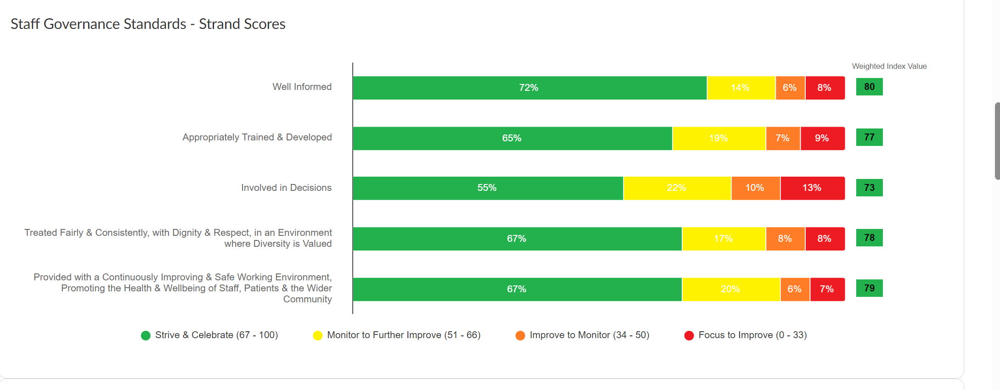 Staff Governance Standards - Strand Scores
Weighted Index Value
Well Informed
72% 14% 6% 8% 80
Appropriately Trained & Developed
65% 19% 7% 9% 77
Involved in Decisions
55% 22% 10% 13% 73
Treated Fairly & Consistently, with Dignity & Respect, in an Environment
where Diversity is Valued
67% 17% 8% 8% 78
Provided with a Continuously Improving & Safe Working Environment,
Promoting the Health & Wellbeing of Staff, Patients & the Wider
Community
67% 20% 6% 7% 79
Strive & Celebrate (67 - 100) Monitor to Further Improve (51 - 66) Improve to Monitor (34 - 50) Focus to Improve (0 - 33)